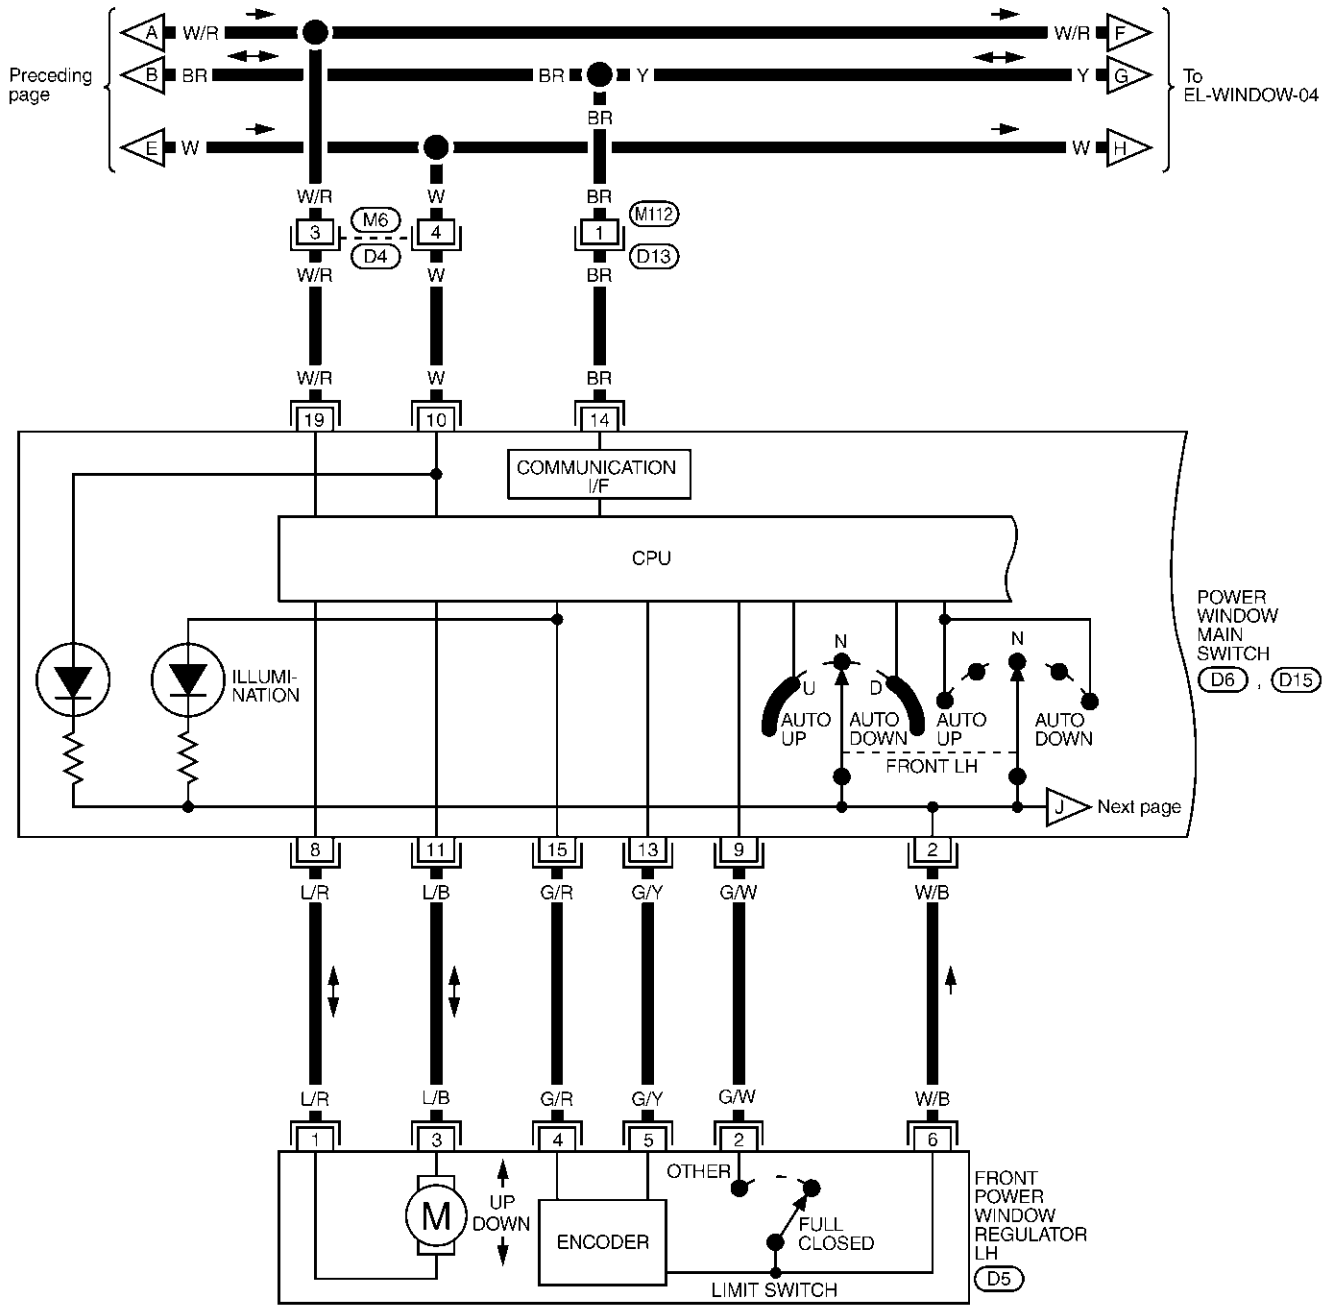 A W/R W/R F
Preceding page
B BR BR Y Y G
To EL-WINDOW-04
BR
E W W H
W/R W BR
3 M6 4 1 M112
D4 D13
W/R W BR
W/R W BR
19 10 14
COMMUNICATION
I/F
CPU
POWER
WINDOW
MAIN
SWITCH
D6 , D15
ILLUMI-
NATION
N N
U D
AUTO UP AUTO DOWN AUTO UP AUTO DOWN
FRONT LH
J Next page
8 11 15 13 9 2
L/R L/B G/R G/Y G/W W/B
L/R L/B G/R G/Y G/W W/B
1 3 4 5 2 6
OTHER
M
UP
DOWN
ENCODER
FULL
CLOSED
LIMIT SWITCH
FRONT
POWER
WINDOW
REGULATOR
LH
D5